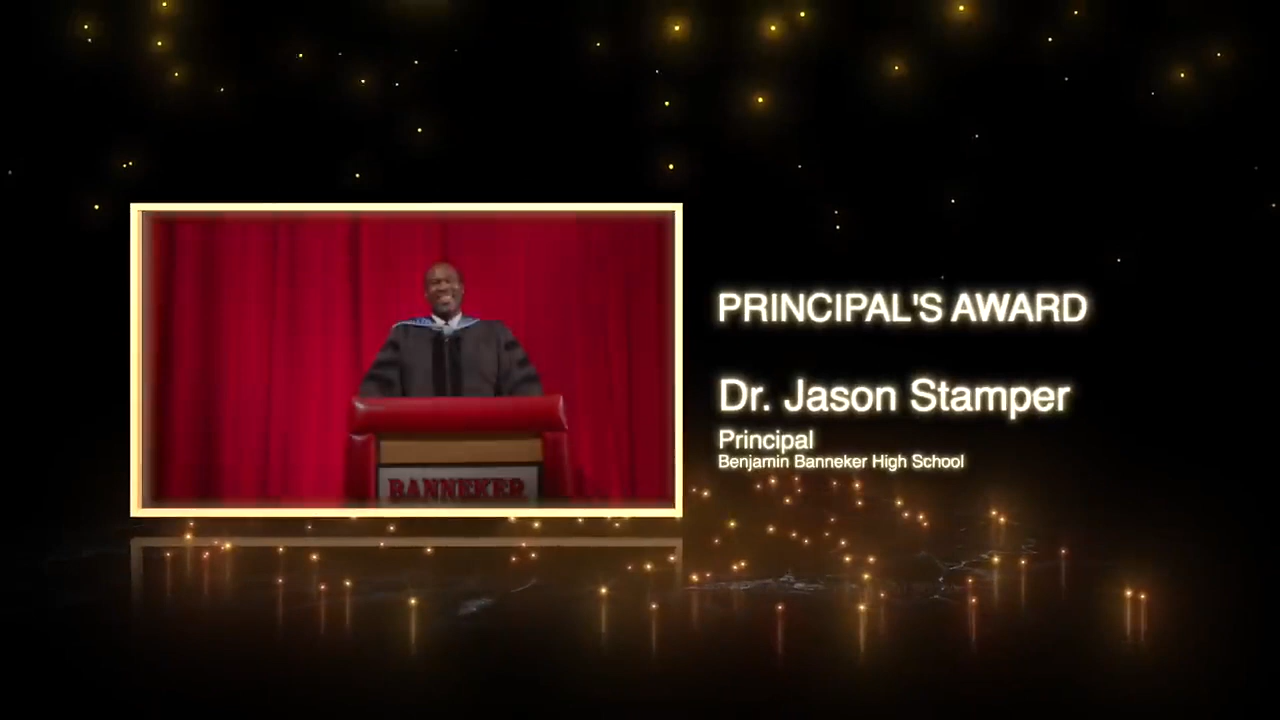 PRINCIPAL'S AWARD
Dr. Jason Stamper
Principal
Benjamin Banneker High School
BANNEKER